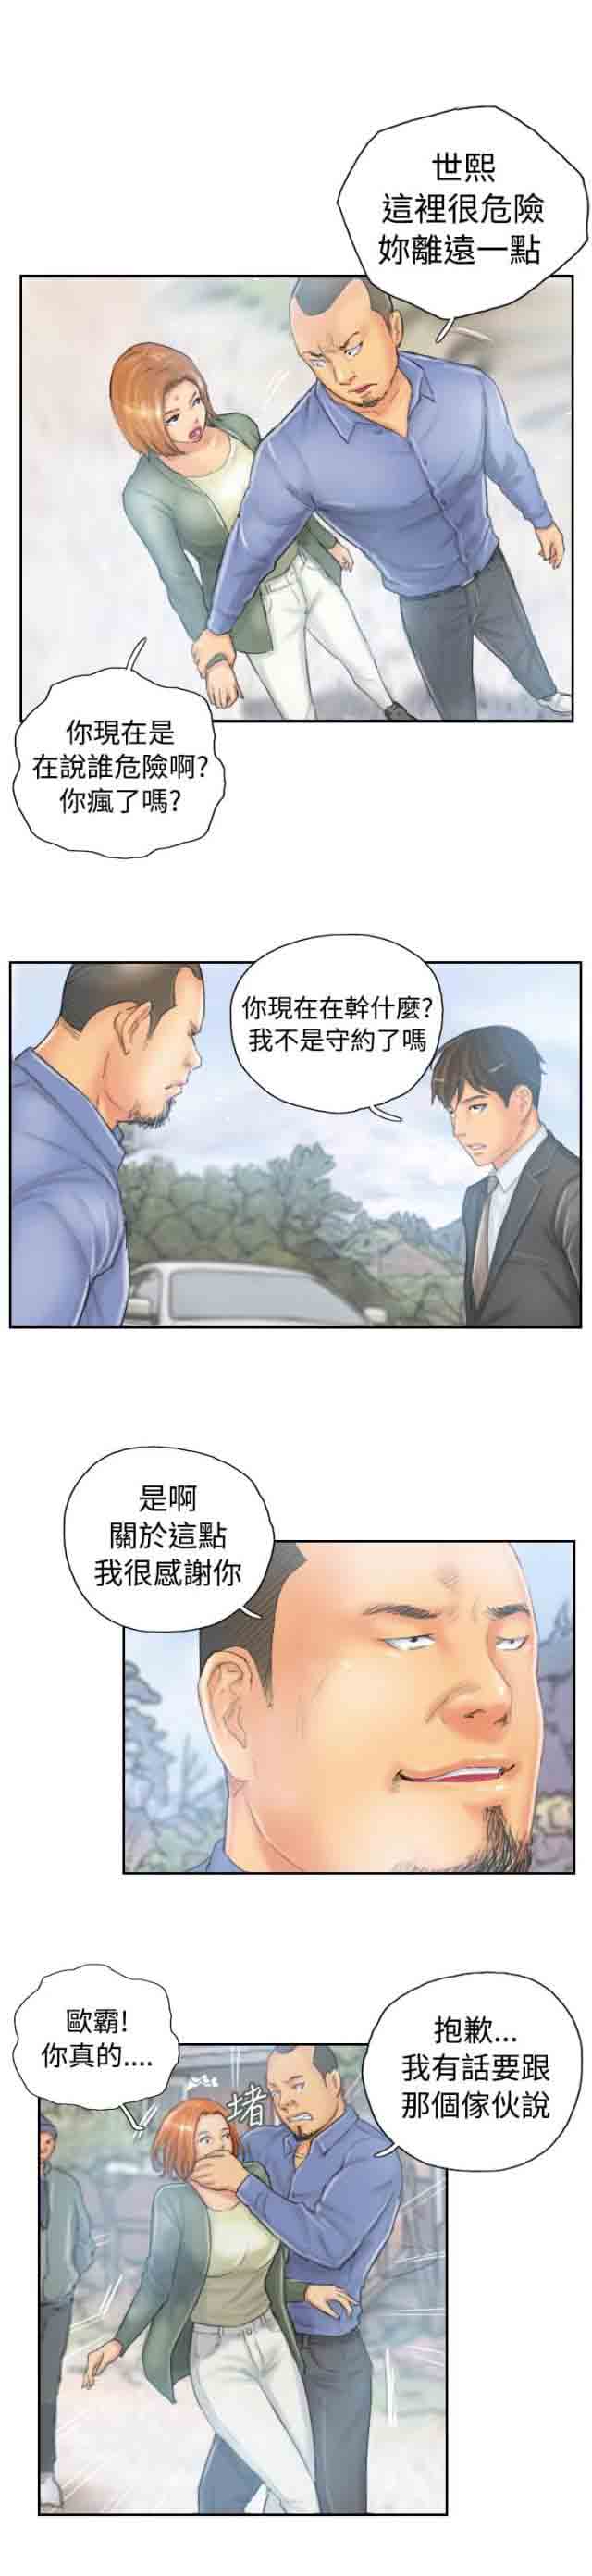 世熙
這裡很危險
妳離遠一點
你現在是
在說誰危險啊?
你瘋了嗎?
你現在在幹什麼?
我不是守約了嗎
是啊
關於這點
我很感謝你
歐霸!
你真的....
堵
抱歉...
我有話要跟
那個傢伙說